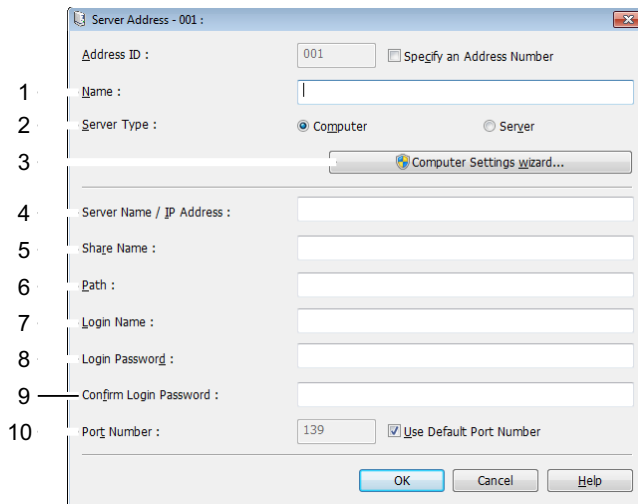 Server Address - 001 :
Address ID : 001 Specify an Address Number
1 Name :
2 Server Type : Computer Server
3 Computer Settings wizard...
4 Server Name / IP Address :
5 Share Name :
6 Path :
7 Login Name :
8 Login Password :
9 Confirm Login Password :
10 Port Number : 139 Use Default Port Number
OK Cancel Help